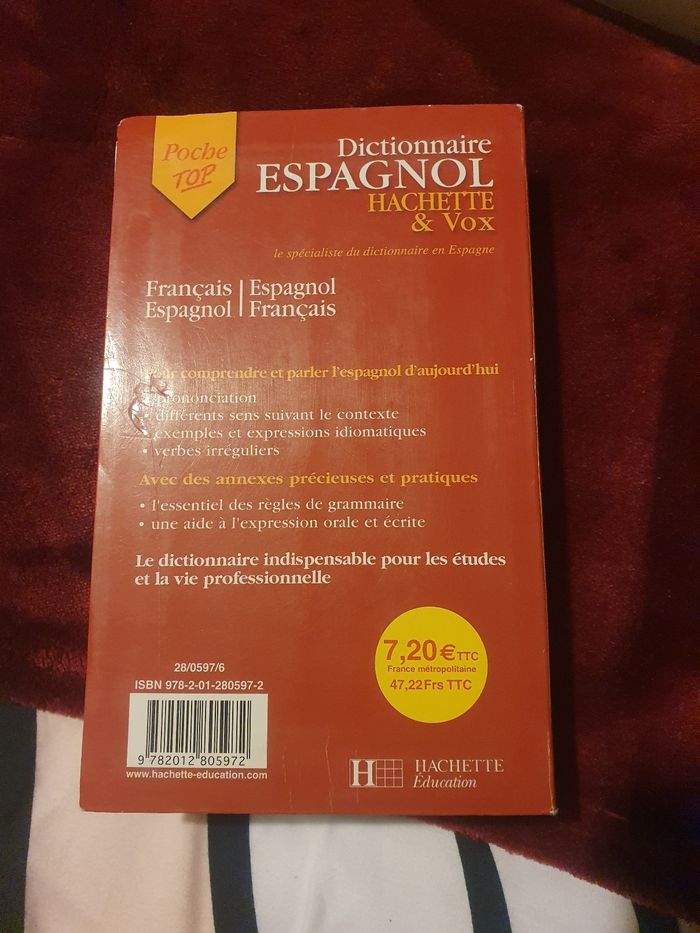 Poche
TOP
Dictionnaire
ESPAGNOL
HACHETTE
& Vox
le spécialiste du dictionnaire en Espagne
Français | Espagnol
Espagnol | Français
Pour comprendre et parler l'espagnol d'aujourd'hui
• prononciation
• différents sens suivant le contexte
• exemples et expressions idiomatiques
• verbes irréguliers
Avec des annexes précieuses et pratiques
• l'essentiel des règles de grammaire
• une aide à l'expression orale et écrite
Le dictionnaire indispensable pour les études
et la vie professionnelle
7,20 € TTC
France métropolitaine
47,22 Frs TTC
28/0597/6
ISBN 978-2-01-280597-2
9 782012 805972
www.hachette-education.com
H HACHETTE
Éducation